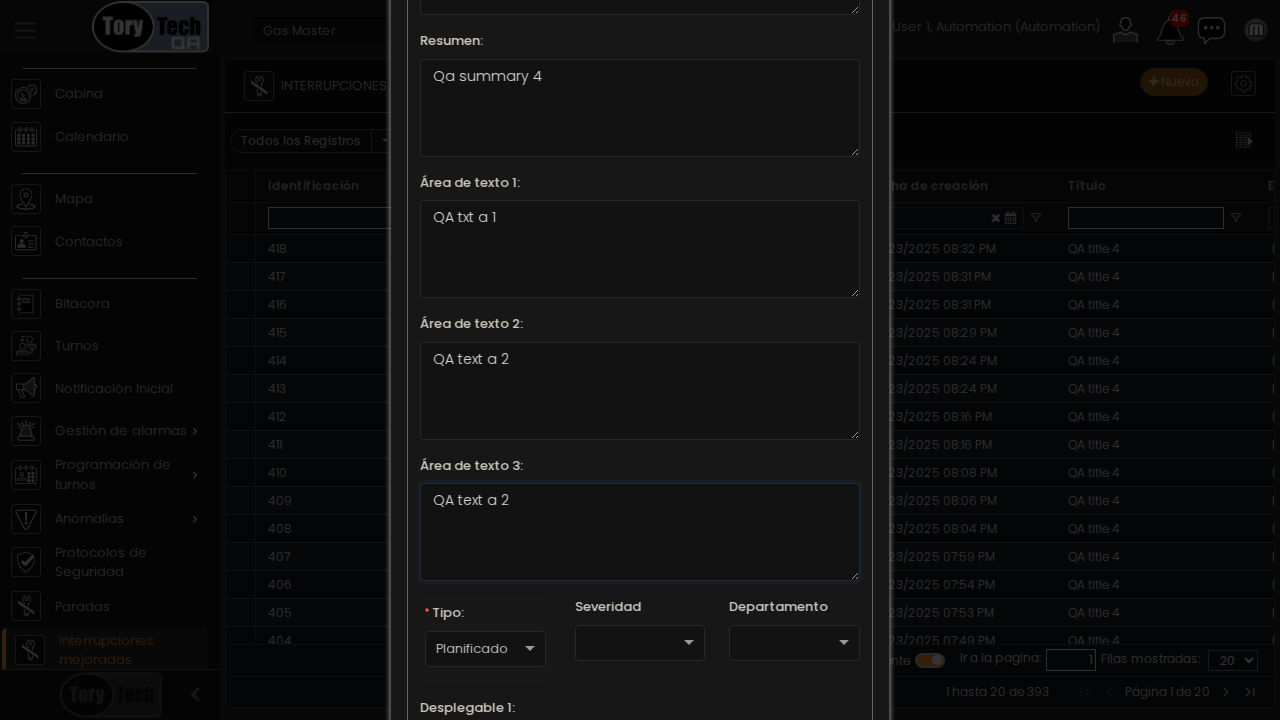 Tory Tech
QA
Gas Master
User 1, Automation (Automation)
46
Cabina
Calendario
Mapa
Contactos
Bitácora
Turnos
Notificación Inicial
Gestión de alarmas
Programación de
turnos
Anomalías
Protocolos de
Seguridad
Paradas
Interrupciones
mejoradas
Tory Tech
INTERRUPCIONES
+ Nuevo
Todos los Registros
Identificación
418
417
416
415
414
413
412
411
410
409
408
407
406
405
404
Resumen:
Qa summary 4
Área de texto 1:
QA txt a 1
Área de texto 2:
QA text a 2
Área de texto 3:
QA text a 2
* Tipo:
Severidad
Departamento
Planificado
Desplegable 1:
ha de creación
Título
23/2025 08:32 PM
QA title 4
23/2025 08:31 PM
QA title 4
23/2025 08:31 PM
QA title 4
23/2025 08:29 PM
QA title 4
23/2025 08:24 PM
QA title 4
23/2025 08:24 PM
QA title 4
23/2025 08:16 PM
QA title 4
23/2025 08:16 PM
QA title 4
23/2025 08:08 PM
QA title 4
23/2025 08:06 PM
QA title 4
23/2025 08:04 PM
QA title 4
23/2025 07:59 PM
QA title 4
23/2025 07:54 PM
QA title 4
23/2025 07:53 PM
QA title 4
23/2025 07:49 PM
QA title 4
nte
Ir a la pagina:
1
Filas mostradas:
20
1 hasta 20 de 393
Página 1 de 20